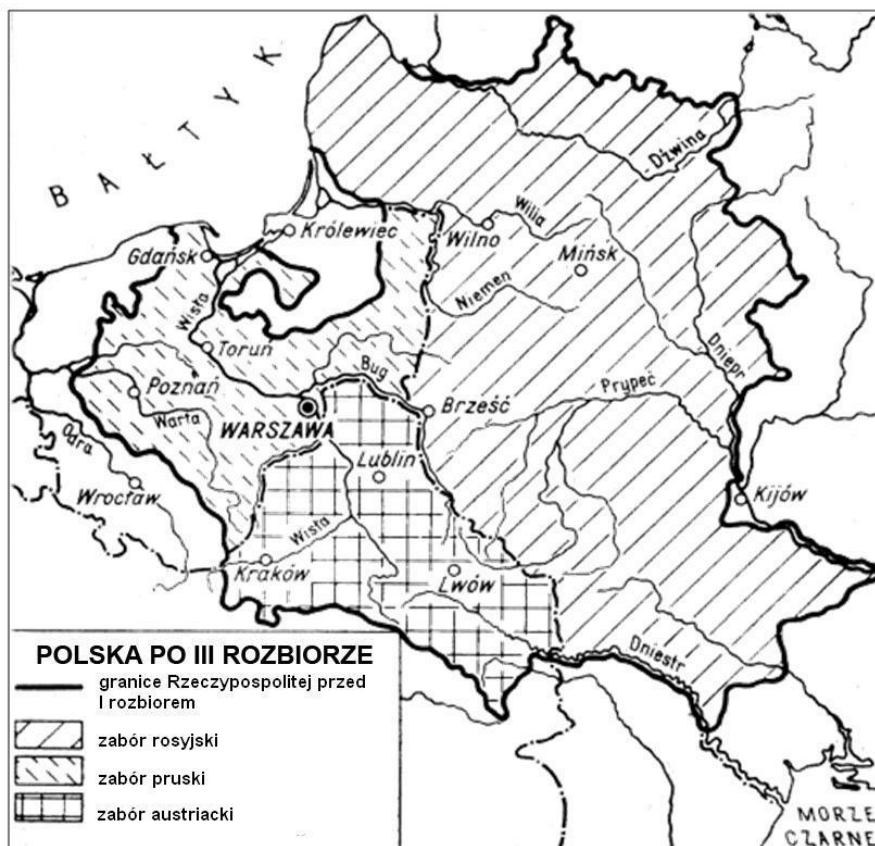 BAŁTYK
Dźwina
Królewiec
Wilno
Wilia
Gdańsk
Mińsk
Niemen
Wisła
Toruń
Dniepr
Bug
Prypeć
Poznań
Brześć
Warta
WARSZAWA
Odra
Lublin
Wrocław
Kijów
Wisła
Kraków
Lwów
Dniestr
POLSKA PO III ROZBIORZE
granice Rzeczypospolitej przed
I rozbiorem
zabór rosyjski
zabór pruski
zabór austriacki
MORZE
CZARNE